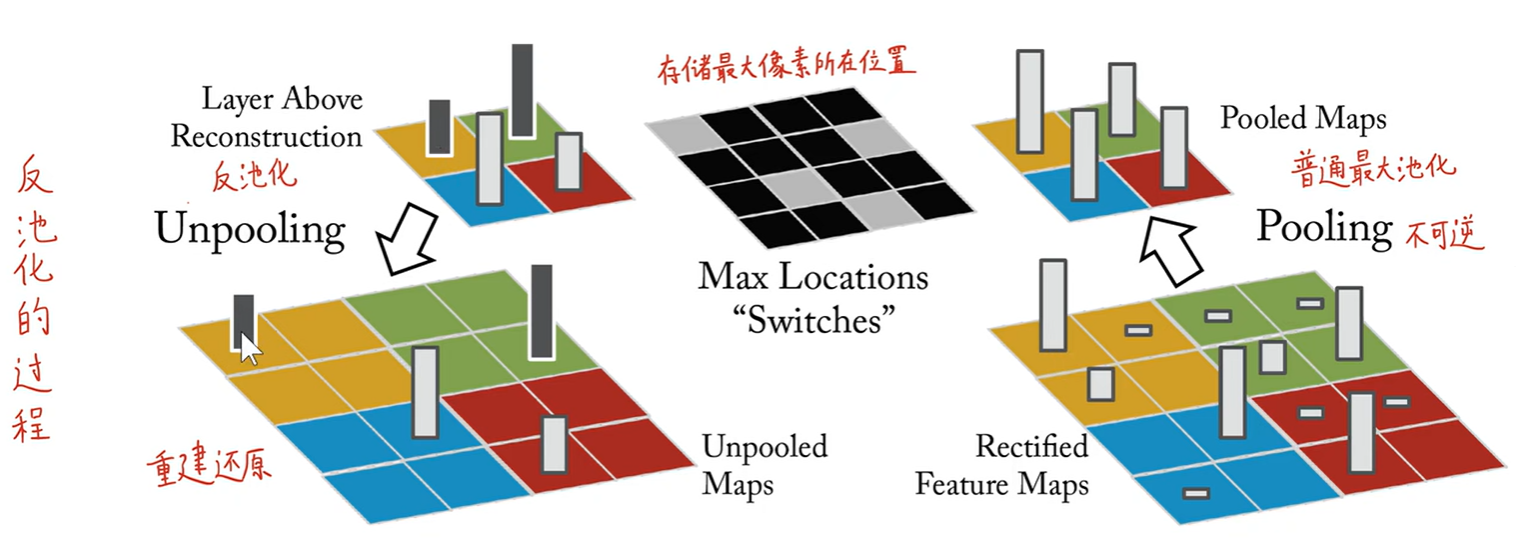 反池化的过程
Layer Above
Reconstruction
反池化
Unpooling
重建还原
Unpooled
Maps
存储最大像素所在位置
Max Locations
“Switches”
Pooled Maps
普通最大池化
Pooling
不可逆
Rectified
Feature Maps